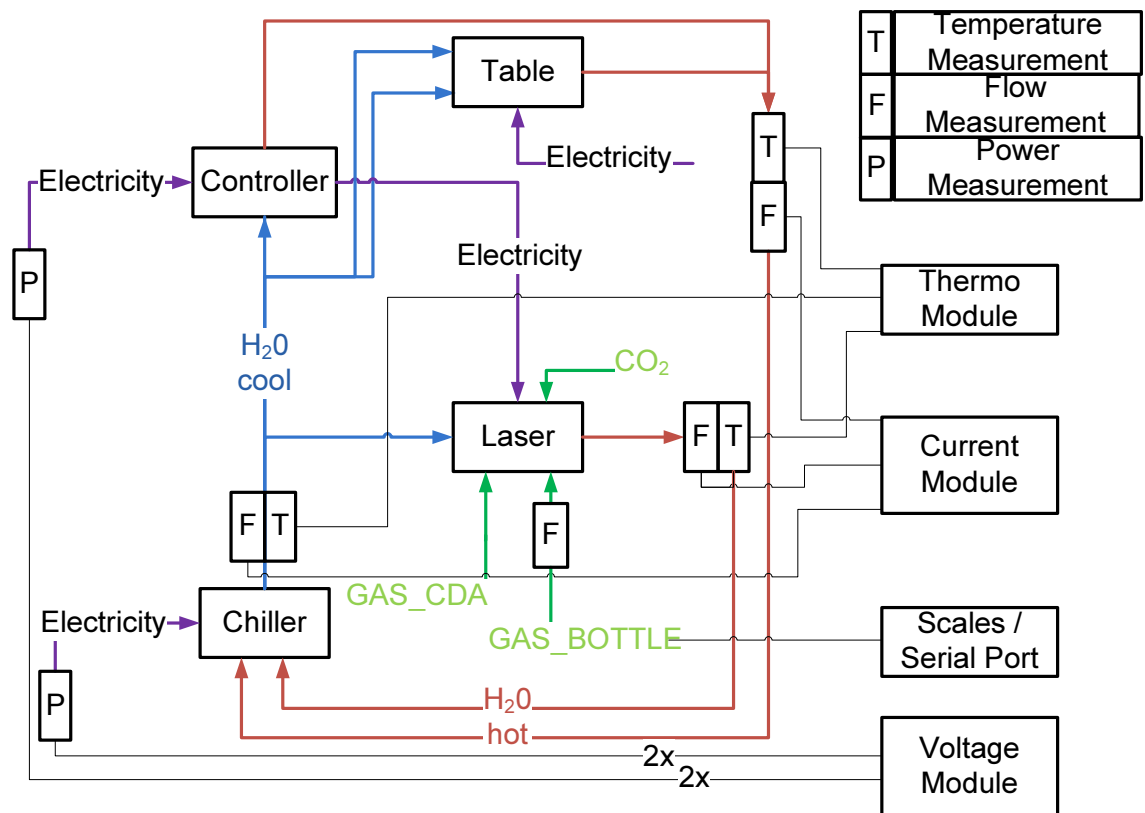 T
Temperature
Measurement
F
Flow
Measurement
P
Power
Measurement
Table
Electricity
T
F
Electricity
Controller
P
Electricity
Thermo
Module
H₂0
cool
CO₂
Laser
F
T
Current
Module
F
T
F
GAS_CDA
Electricity
Chiller
GAS_BOTTLE
Scales /
Serial Port
P
H₂0
hot
2x
2x
Voltage
Module